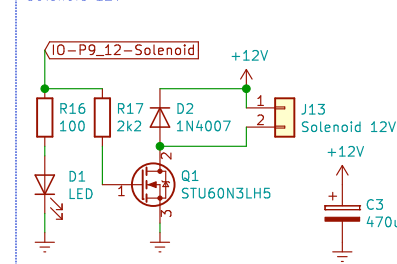 IO-P9_12-Solenoid
+12V
R16
100
R17
2k2
D2
1N4007
1
2
J13
Solenoid 12V
+12V
D1
LED
2
1
3
Q1
STU60N3LH5
+
C3
470u